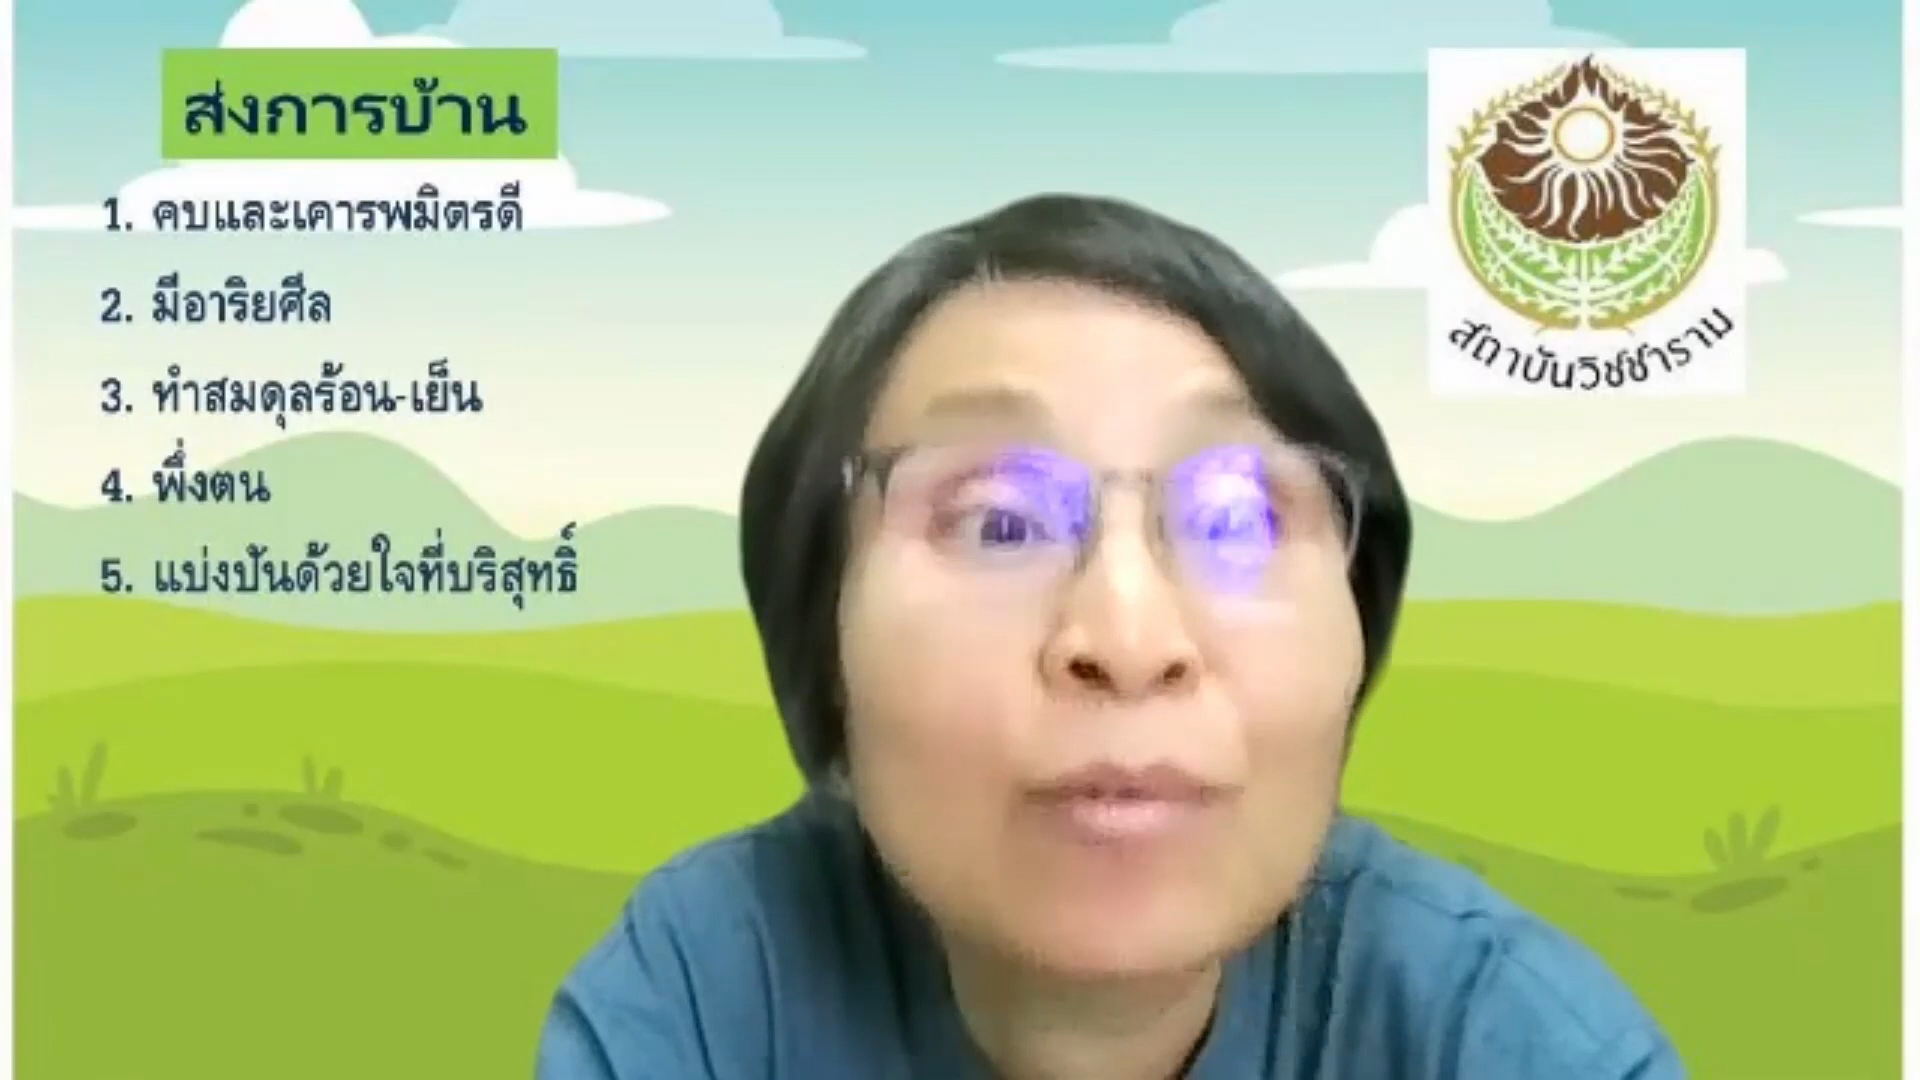 ส่งการบ้าน
1. คบและเคารพมิตรดี
2. มีอาริยศีล
3. ทำสมดุลร้อน-เย็น
4. พึ่งตน
5. แบ่งปันด้วยใจที่บริสุทธิ์
สถาบันวิชชาราม